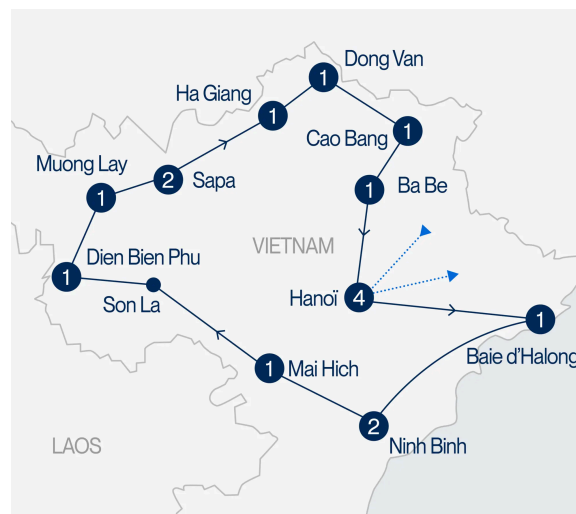 Dong Van
1
Ha Giang
1
Cao Bang
1
Muong Lay
1
2
Sapa
1
Ba Be
VIETNAM
Dien Bien Phu
1
Son La
Hanoï
4
1
Baie d'Halong
1
Mai Hich
2
Ninh Binh
LAOS